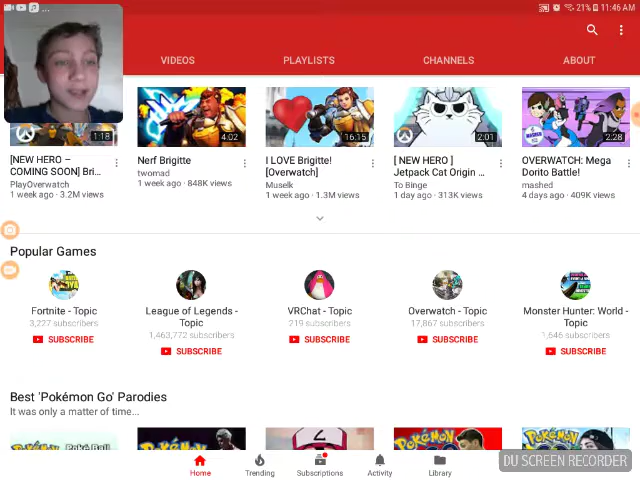 ... 21% 11:46 AM
VIDEOS PLAYLISTS CHANNELS ABOUT
1:18 4:02 16:15 2:01 2:28
[NEW HERO – COMING SOON] Bri...
PlayOverwatch
1 week ago · 3.2M views
Nerf Brigitte
twomad
1 week ago · 848K views
I LOVE Brigitte! [Overwatch]
Muselk
1 week ago · 1.3M views
[ NEW HERO ] Jetpack Cat Origin ...
To Binge
1 day ago · 313K views
OVERWATCH: Mega Dorito Battle!
mashed
4 days ago · 409K views
Popular Games
Fortnite - Topic
3,227 subscribers
SUBSCRIBE
League of Legends - Topic
1,463,772 subscribers
SUBSCRIBE
VRChat - Topic
219 subscribers
SUBSCRIBE
Overwatch - Topic
17,867 subscribers
SUBSCRIBE
Monster Hunter: World - Topic
1,646 subscribers
SUBSCRIBE
Best 'Pokémon Go' Parodies
It was only a matter of time...
Home Trending Subscriptions Activity Library
DU SCREEN RECORDER